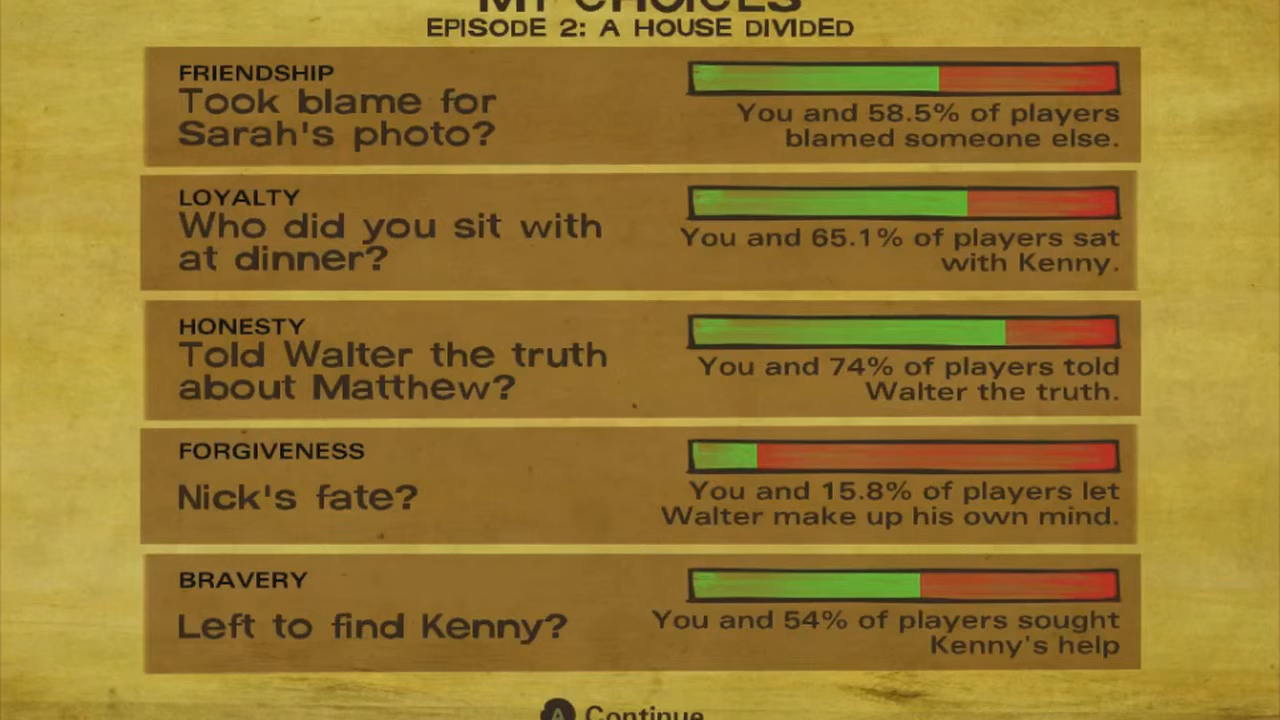 MY CHOICES
EPISODE 2: A HOUSE DIVIDED
FRIENDSHIP
Took blame for
Sarah's photo?
You and 58.5% of players
blamed someone else.
LOYALTY
Who did you sit with
at dinner?
You and 65.1% of players sat
with Kenny.
HONESTY
Told Walter the truth
about Matthew?
You and 74% of players told
Walter the truth.
FORGIVENESS
Nick's fate?
You and 15.8% of players let
Walter make up his own mind.
BRAVERY
Left to find Kenny?
You and 54% of players sought
Kenny's help
A Continue